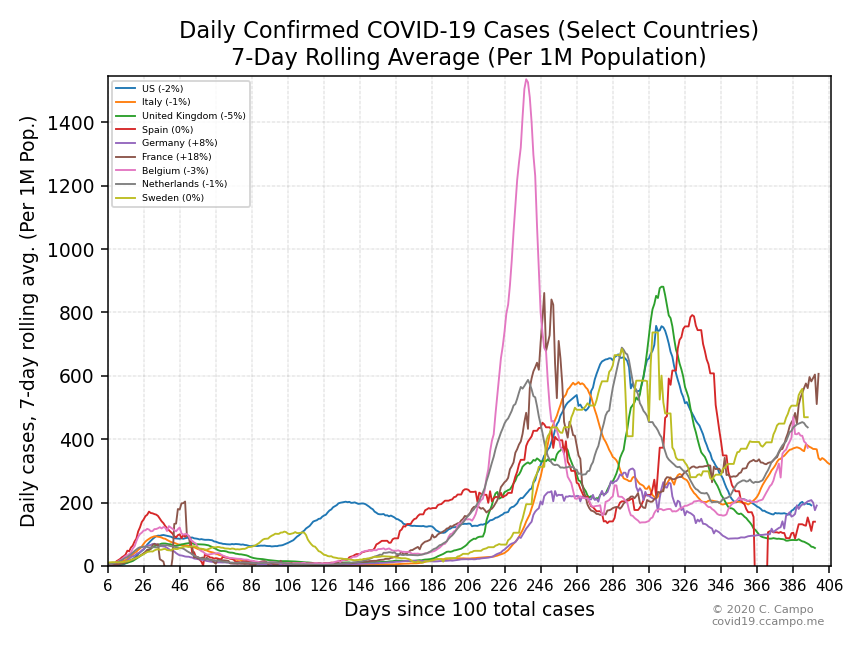 Daily Confirmed COVID-19 Cases (Select Countries)
7-Day Rolling Average (Per 1M Population)
Daily cases, 7-day rolling avg. (Per 1M Pop.)
1400
1200
1000
800
600
400
200
0
US (-2%)
Italy (-1%)
United Kingdom (-5%)
Spain (0%)
Germany (+8%)
France (+18%)
Belgium (-3%)
Netherlands (-1%)
Sweden (0%)
6 26 46 66 86 106 126 146 166 186 206 226 246 266 286 306 326 346 366 386 406
Days since 100 total cases
© 2020 C. Campo
covid19.ccampo.me